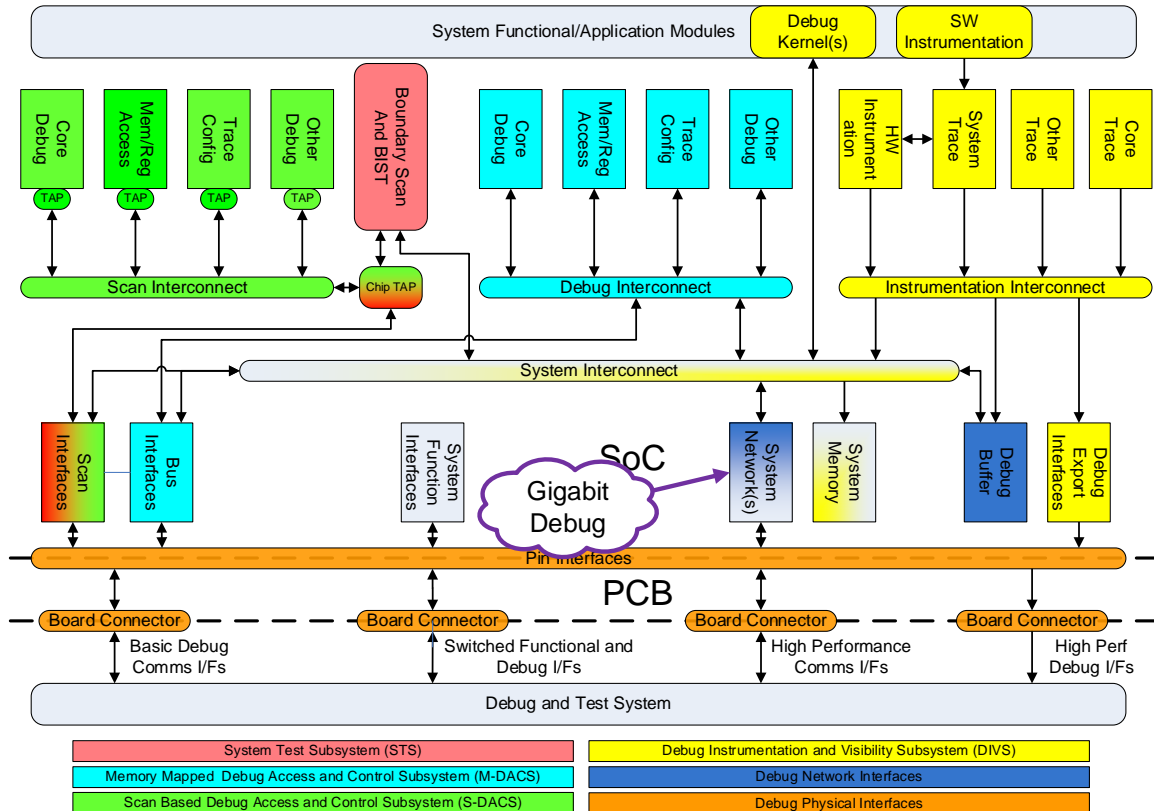 System Functional/Application Modules
Debug
Kernel(s)
SW
Instrumentation
Core
Debug
Mem/Reg
Access
Trace
Config
Other
Debug
TAP
TAP
TAP
TAP
Boundary Scan
And BIST
Core
Debug
Mem/Reg
Access
Trace
Config
Other
Debug
HW
Instrument
ation
System
Trace
Other
Trace
Core
Trace
Scan Interconnect
Chip TAP
Debug Interconnect
Instrumentation Interconnect
System Interconnect
Scan
Interfaces
Bus
Interfaces
System
Function
Interfaces
SoC
Gigabit
Debug
System
Network(s)
System
Memory
Debug
Buffer
Debug
Export
Interfaces
Pin Interfaces
PCB
Board Connector
Board Connector
Board Connector
Board Connector
Basic Debug
Comms I/Fs
Switched Functional and
Debug I/Fs
High Performance
Comms I/Fs
High Perf
Debug I/Fs
Debug and Test System
System Test Subsystem (STS)
Debug Instrumentation and Visibility Subsystem (DIVS)
Memory Mapped Debug Access and Control Subsystem (M-DACS)
Debug Network Interfaces
Scan Based Debug Access and Control Subsystem (S-DACS)
Debug Physical Interfaces